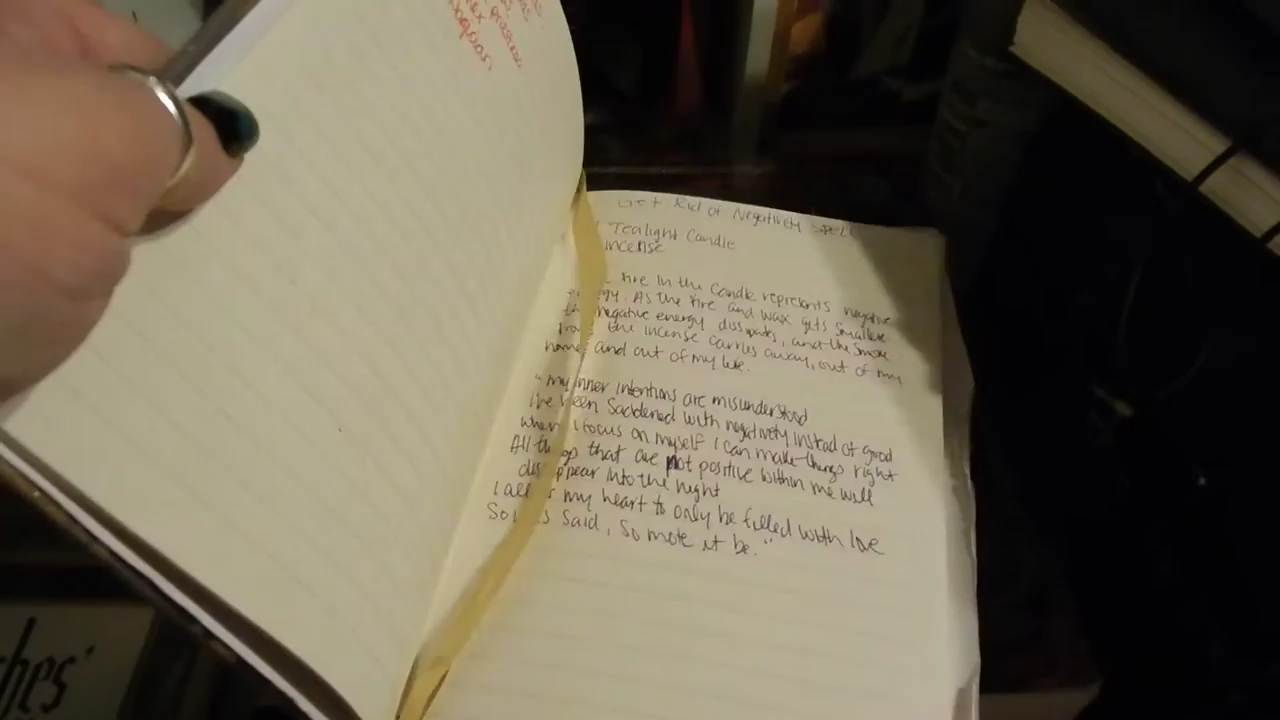 Get Rid of Negativity Spell
Tealight Candle
incense
fire in the candle represents negative
. As the fire and wax gets smaller
the negative energy dissipates, and the smoke
from the incense carries away, out of my
home and out of my life.
"my inner intentions are misunderstood
I've been saddened with negativity instead of good
when I focus on myself I can make things right
All that are not positive within me will
disappear into the night
my heart to only be filled with love
So said, so mote it be."
hes'